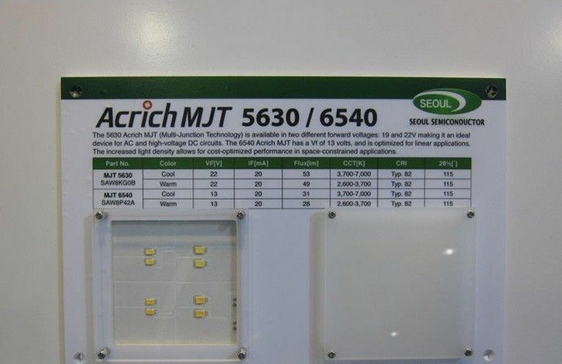 SEOUL
SEOUL SEMICONDUCTOR
Acrich MJT 5630 / 6540
The 5630 Acrich MJT (Multi-Junction Technology) is available in two different forward voltages: 19 and 22V making it an ideal
device for AC and high-voltage DC circuits. The 6540 Acrich MJT has a Vf of 13 volts, and is optimized for linear applications.
The increased light density allows for cost-optimized performance in space-constrained applications.
Part No. Color VF[V] IF[mA] Flux[lm] CCT[K] CRI 2θ½[˚]
MJT 5630 Cool 22 20 53 3,700-7,000 Typ. 82 115
SAW8KG0B Warm 22 20 49 2,600-3,700 Typ. 82 115
MJT 6540 Cool 13 20 31 3,700-7,000 Typ. 82 115
SAW8P42A Warm 13 20 28 2,600-3,700 Typ. 82 115